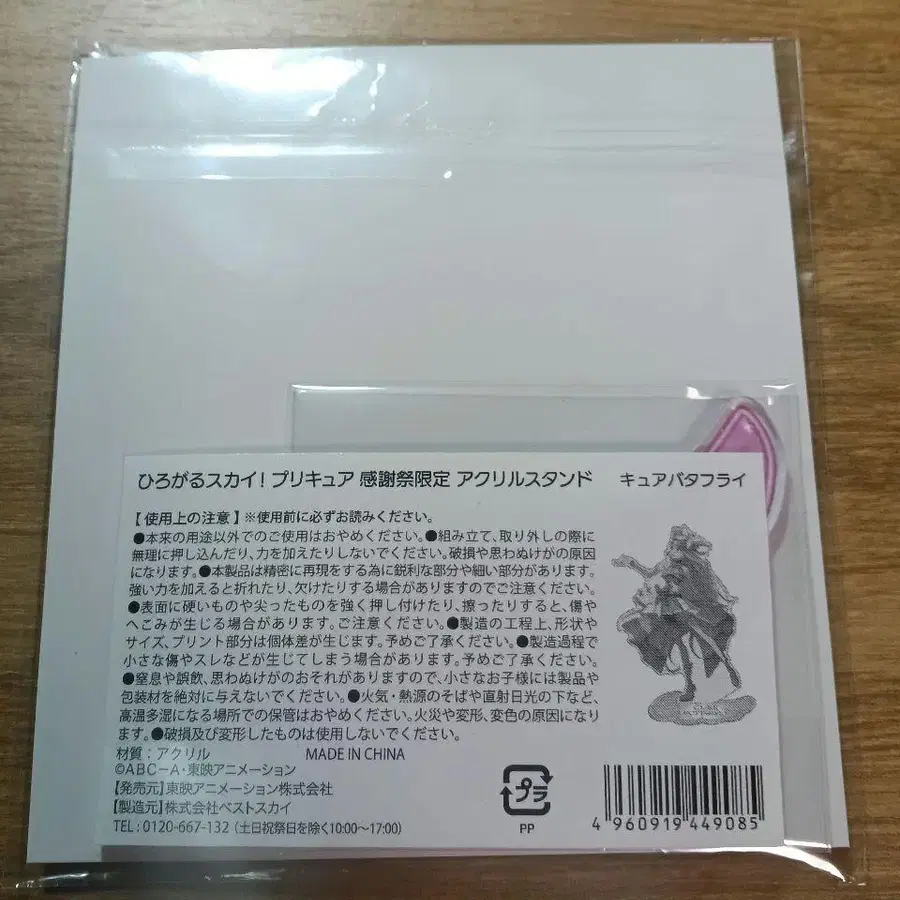 ひろがるスカイ！プリキュア 感謝祭限定 アクリルスタンド キュアバタフライ
【使用上の注意】※使用前に必ずお読みください。
●本来の用途以外でのご使用はおやめください。●組み立て、取り外しの際に
無理に押し込んだり、力を加えたりしないでください。破損や思わぬけがの原因
になります。●本製品は精密に再現をする為に鋭利な部分や細い部分があります。
強い力を加えると折れたり、欠けたりする場合がありますのでご注意ください。
●表面に硬いものや尖ったものを強く押し付けたり、擦ったりすると、傷や
へこみが生じる場合があります。ご注意ください。●製造の工程上、形状や
サイズ、プリント部分は個体差が生じます。予めご了承ください。●製造過程で
小さな傷やスレなどが生じてしまう場合があります。予めご了承ください。
●窒息や誤飲、思わぬけがのおそれがありますので、小さなお子様には製品や
包装材を絶対に与えないでください。●火気・熱源のそばや直射日光の下など、
高温多湿になる場所での保管はおやめください。火災や変形、変色の原因になりま
す。●破損及び変形したものは使用しないでください。
材質：アクリル MADE IN CHINA
©ABC－A・東映アニメーション
【発売元】東映アニメーション株式会社
【製造元】株式会社ベストスカイ
TEL：0120-667-132（土日祝祭日を除く10:00～17:00）
プラ
PP
4 960919 449085